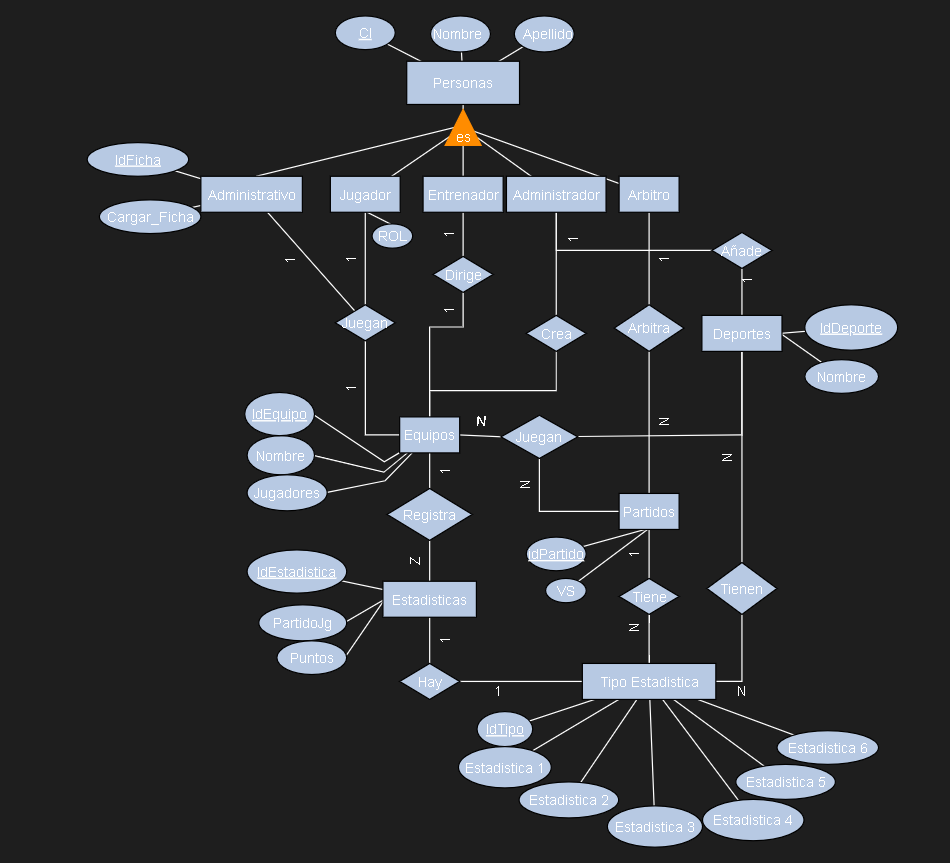 CI
Nombre
Apellido
Personas
es
IdFicha
Cargar_Ficha
Administrativo
Jugador
Entrenador
Administrador
Arbitro
ROL
1
1
1
1
1
1
Añade
1
Dirige
Juegan
Crea
Arbitra
Deportes
IdDeporte
Nombre
1
IdEquipo
Nombre
Jugadores
Equipos
N
Juegan
N
N
N
1
Registra
N
Partidos
IdPartido
VS
1
Tiene
N
Tienen
N
IdEstadistica
PartidoJg
Puntos
Estadisticas
1
Hay
1
Tipo Estadistica
IdTipo
Estadistica 1
Estadistica 2
Estadistica 3
Estadistica 4
Estadistica 5
Estadistica 6